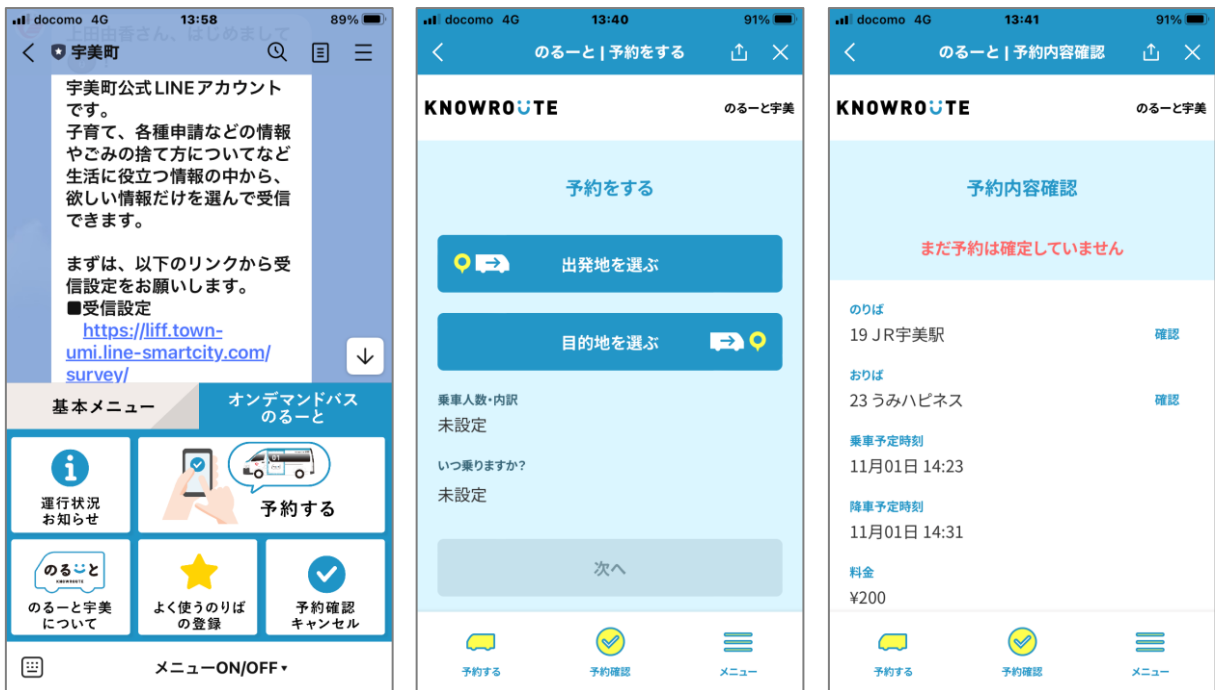 docomo 4G 13:58 89%
上田由香さん、はじめまして
宇美町
宇美町公式LINEアカウント
です。
子育て、各種申請などの情報
やごみの捨て方についてなど
生活に役立つ情報の中から、
欲しい情報だけを選んで受信
できます。
まずは、以下のリンクから受
信設定をお願いします。
■受信設定
https://liff.town-
umi.line-smartcity.com/
survey/
基本メニュー
オンデマンドバス
のるーと
運行状況
お知らせ
予約する
のるーと
KNOWROUTE
のるーと宇美
について
よく使うのりば
の登録
予約確認
キャンセル
メニューON/OFF▾
docomo 4G 13:40 91%
のるーと | 予約をする
KNOWROUTE のるーと宇美
予約をする
出発地を選ぶ
目的地を選ぶ
乗車人数・内訳
未設定
いつ乗りますか?
未設定
次へ
予約する 予約確認 メニュー
docomo 4G 13:41 91%
のるーと | 予約内容確認
KNOWROUTE のるーと宇美
予約内容確認
まだ予約は確定していません
のりば
19 JR宇美駅 確認
おりば
23 うみハピネス 確認
乗車予定時刻
11月01日 14:23
降車予定時刻
11月01日 14:31
料金
¥200
予約する 予約確認 メニュー